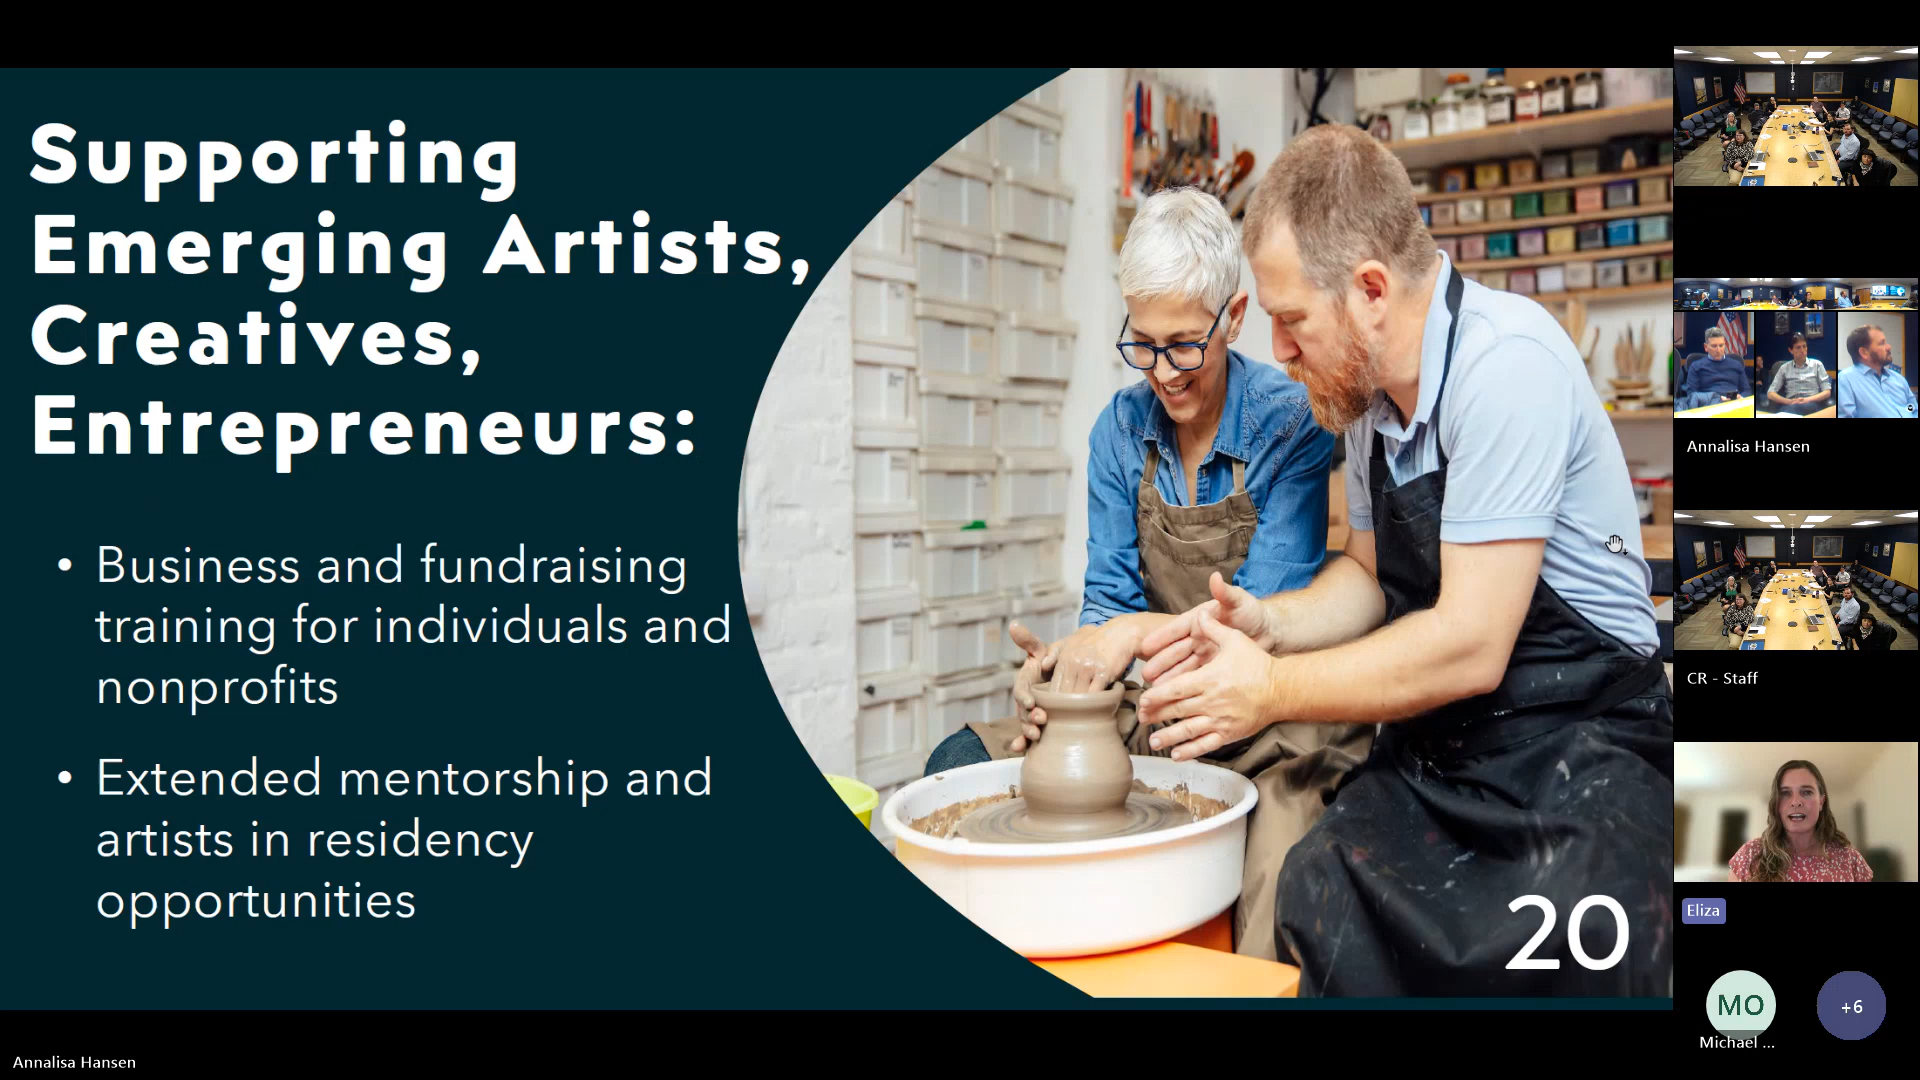 Supporting
Emerging Artists,
Creatives,
Entrepreneurs:
• Business and fundraising
training for individuals and
nonprofits
• Extended mentorship and
artists in residency
opportunities
20
Annalisa Hansen
CR - Staff
Eliza
MO
Michael ...
+6
Annalisa Hansen